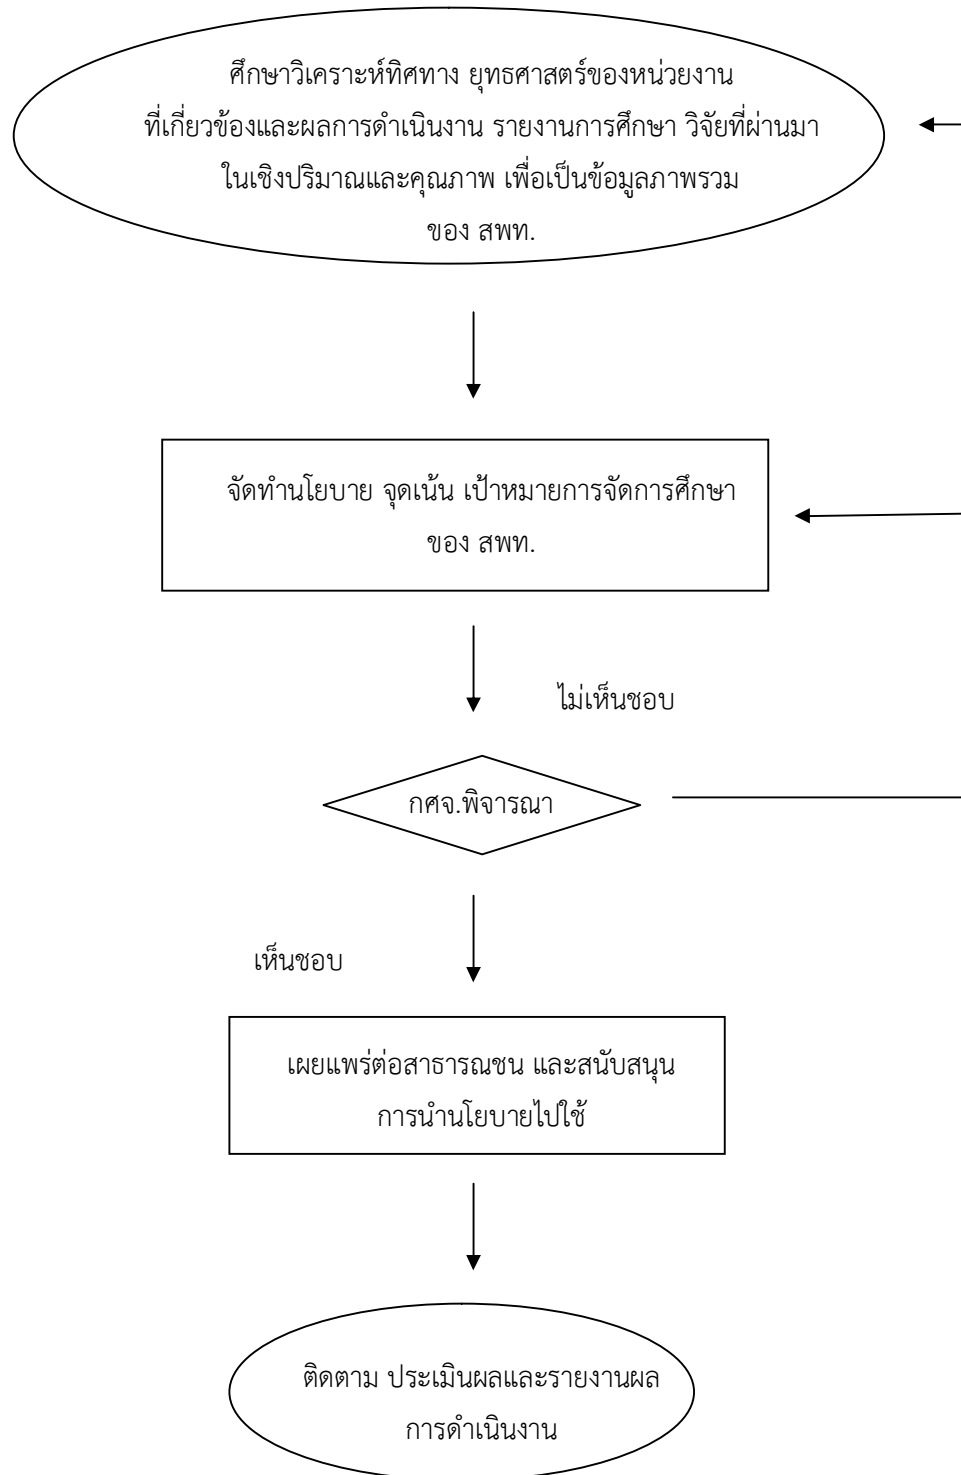 ศึกษาวิเคราะห์ทิศทาง ยุทธศาสตร์ของหน่วยงาน
ที่เกี่ยวข้องและผลการดำเนินงาน รายงานการศึกษา วิจัยที่ผ่านมา
ในเชิงปริมาณและคุณภาพ เพื่อเป็นข้อมูลภาพรวม
ของ สพท.
จัดทำนโยบาย จุดเน้น เป้าหมายการจัดการศึกษา
ของ สพท.
ไม่เห็นชอบ
กศจ.พิจารณา
เห็นชอบ
เผยแพร่ต่อสาธารณชน และสนับสนุน
การนำนโยบายไปใช้
ติดตาม ประเมินผลและรายงานผล
การดำเนินงาน